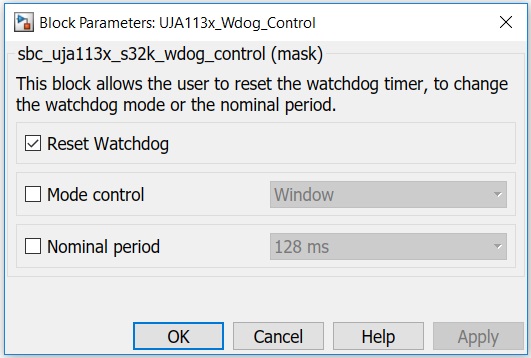 Block Parameters: UJA113x_Wdog_Control
sbc_uja113x_s32k_wdog_control (mask)
This block allows the user to reset the watchdog timer, to change
the watchdog mode or the nominal period.
Reset Watchdog
Mode control Window
Nominal period 128 ms
OK Cancel Help Apply